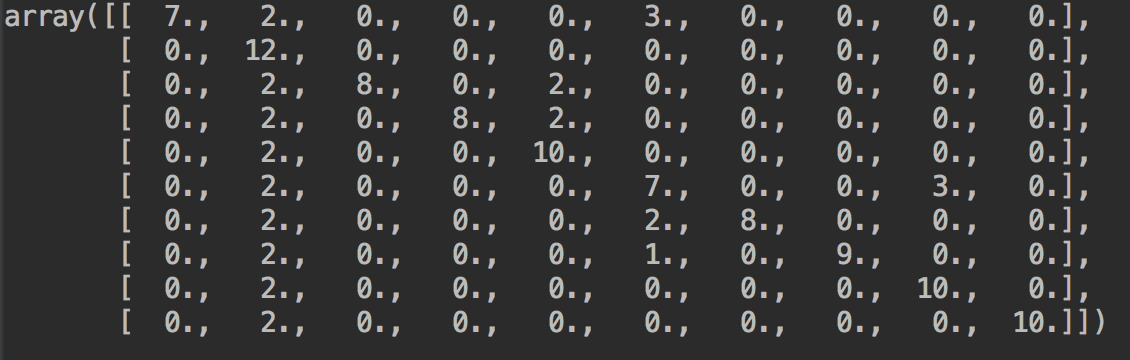 array([[  7.,   2.,   0.,   0.,   0.,   3.,   0.,   0.,   0.,   0.],
       [  0.,  12.,   0.,   0.,   0.,   0.,   0.,   0.,   0.,   0.],
       [  0.,   2.,   8.,   0.,   2.,   0.,   0.,   0.,   0.,   0.],
       [  0.,   2.,   0.,   8.,   2.,   0.,   0.,   0.,   0.,   0.],
       [  0.,   2.,   0.,   0.,  10.,   0.,   0.,   0.,   0.,   0.],
       [  0.,   2.,   0.,   0.,   0.,   7.,   0.,   0.,   3.,   0.],
       [  0.,   2.,   0.,   0.,   0.,   2.,   8.,   0.,   0.,   0.],
       [  0.,   2.,   0.,   0.,   0.,   1.,   0.,   9.,   0.,   0.],
       [  0.,   2.,   0.,   0.,   0.,   0.,   0.,   0.,  10.,   0.],
       [  0.,   2.,   0.,   0.,   0.,   0.,   0.,   0.,   0.,  10.]])